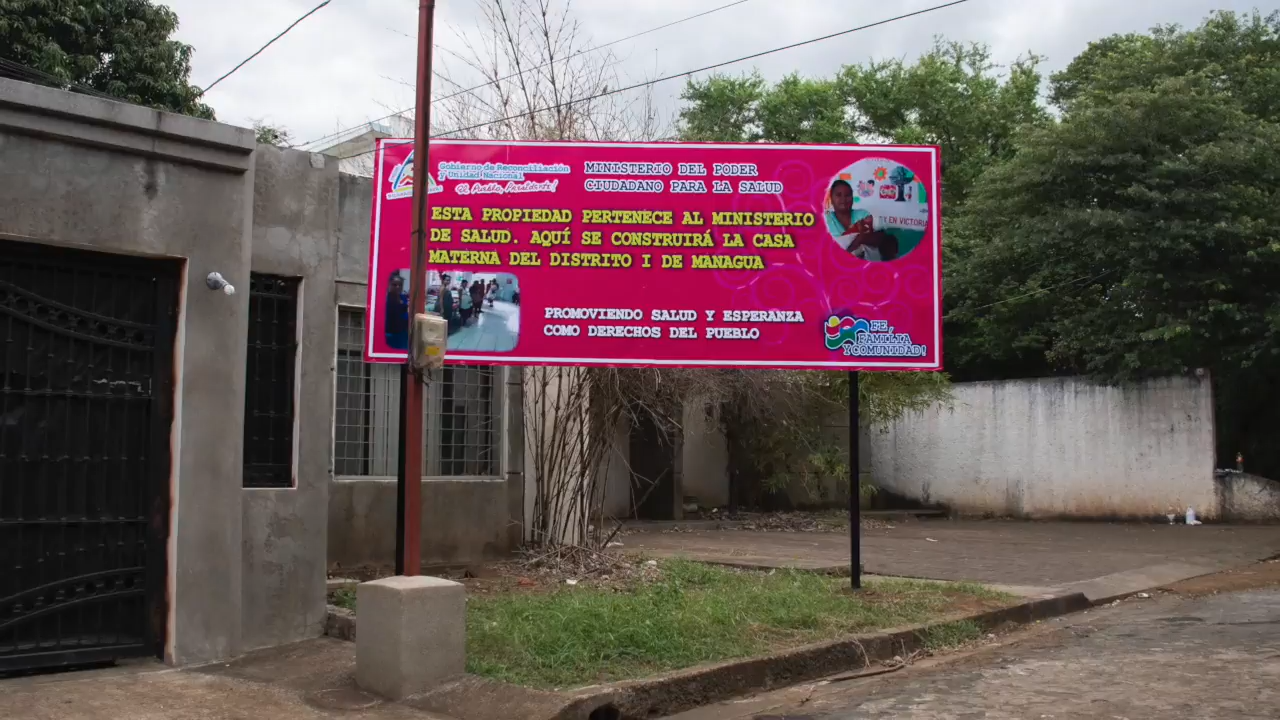 Gobierno de Reconciliación
y Unidad Nacional
El Pueblo, Presidente!
MINISTERIO DEL PODER
CIUDADANO PARA LA SALUD
ESTA PROPIEDAD PERTENECE AL MINISTERIO
DE SALUD. AQUÍ SE CONSTRUIRÁ LA CASA
MATERNA DEL DISTRITO I DE MANAGUA
EN VICTORIA
PROMOVIENDO SALUD Y ESPERANZA
COMO DERECHOS DEL PUEBLO
FE,
FAMILIA
Y COMUNIDAD!